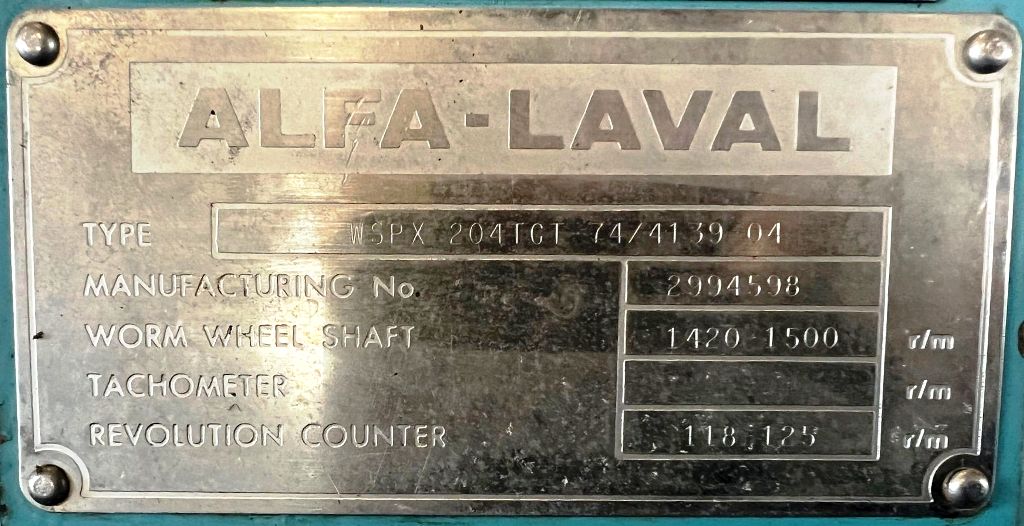 ALFA-LAVAL
TYPE WSPX 204TGT-74/4139-04
MANUFACTURING No. 2994598
WORM WHEEL SHAFT 1420-1500 r/m
TACHOMETER r/m
REVOLUTION COUNTER 118-125 r/m